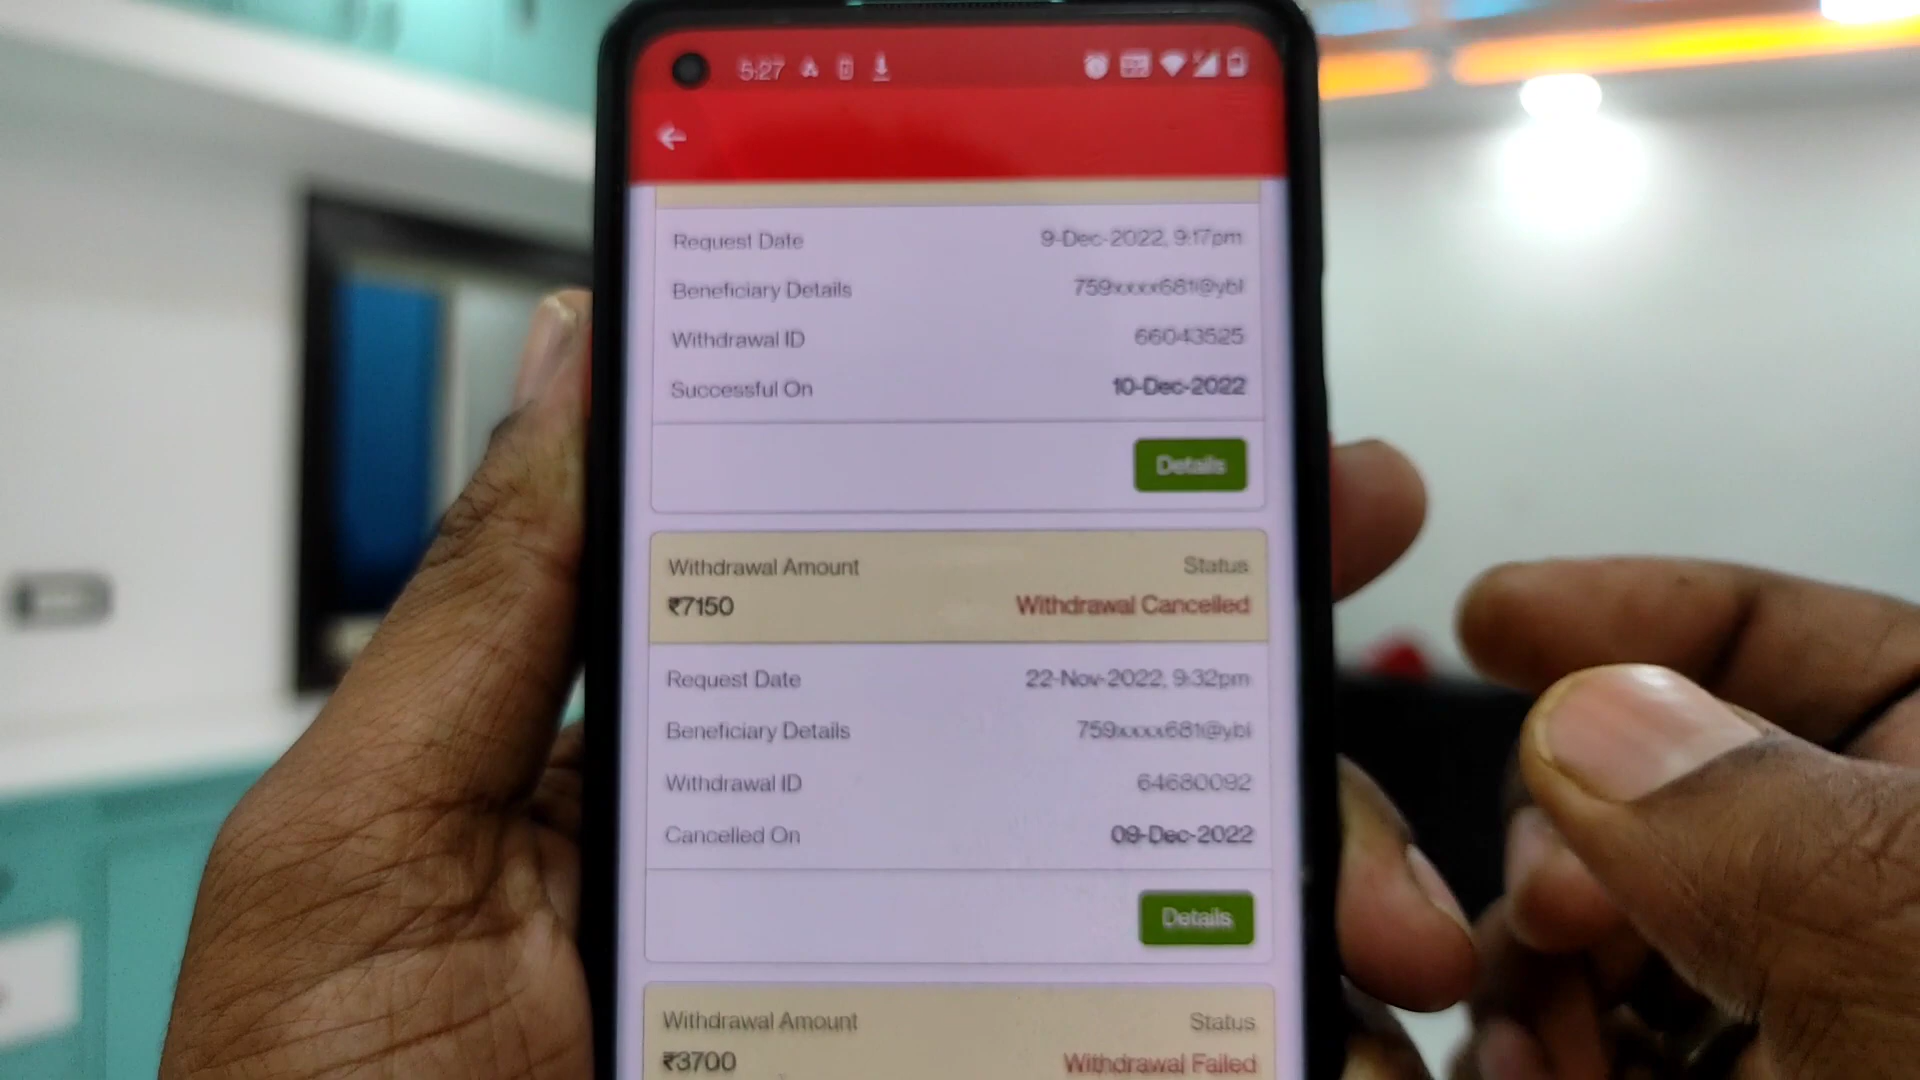 5:27
Request Date 9-Dec-2022, 9:17pm
Beneficiary Details 759xxxx681@ybl
Withdrawal ID 66043525
Successful On 10-Dec-2022
Details
Withdrawal Amount Status
₹7150 Withdrawal Cancelled
Request Date 22-Nov-2022, 9:32pm
Beneficiary Details 759xxxx681@ybl
Withdrawal ID 64680092
Cancelled On 09-Dec-2022
Details
Withdrawal Amount Status
₹3700 Withdrawal Failed